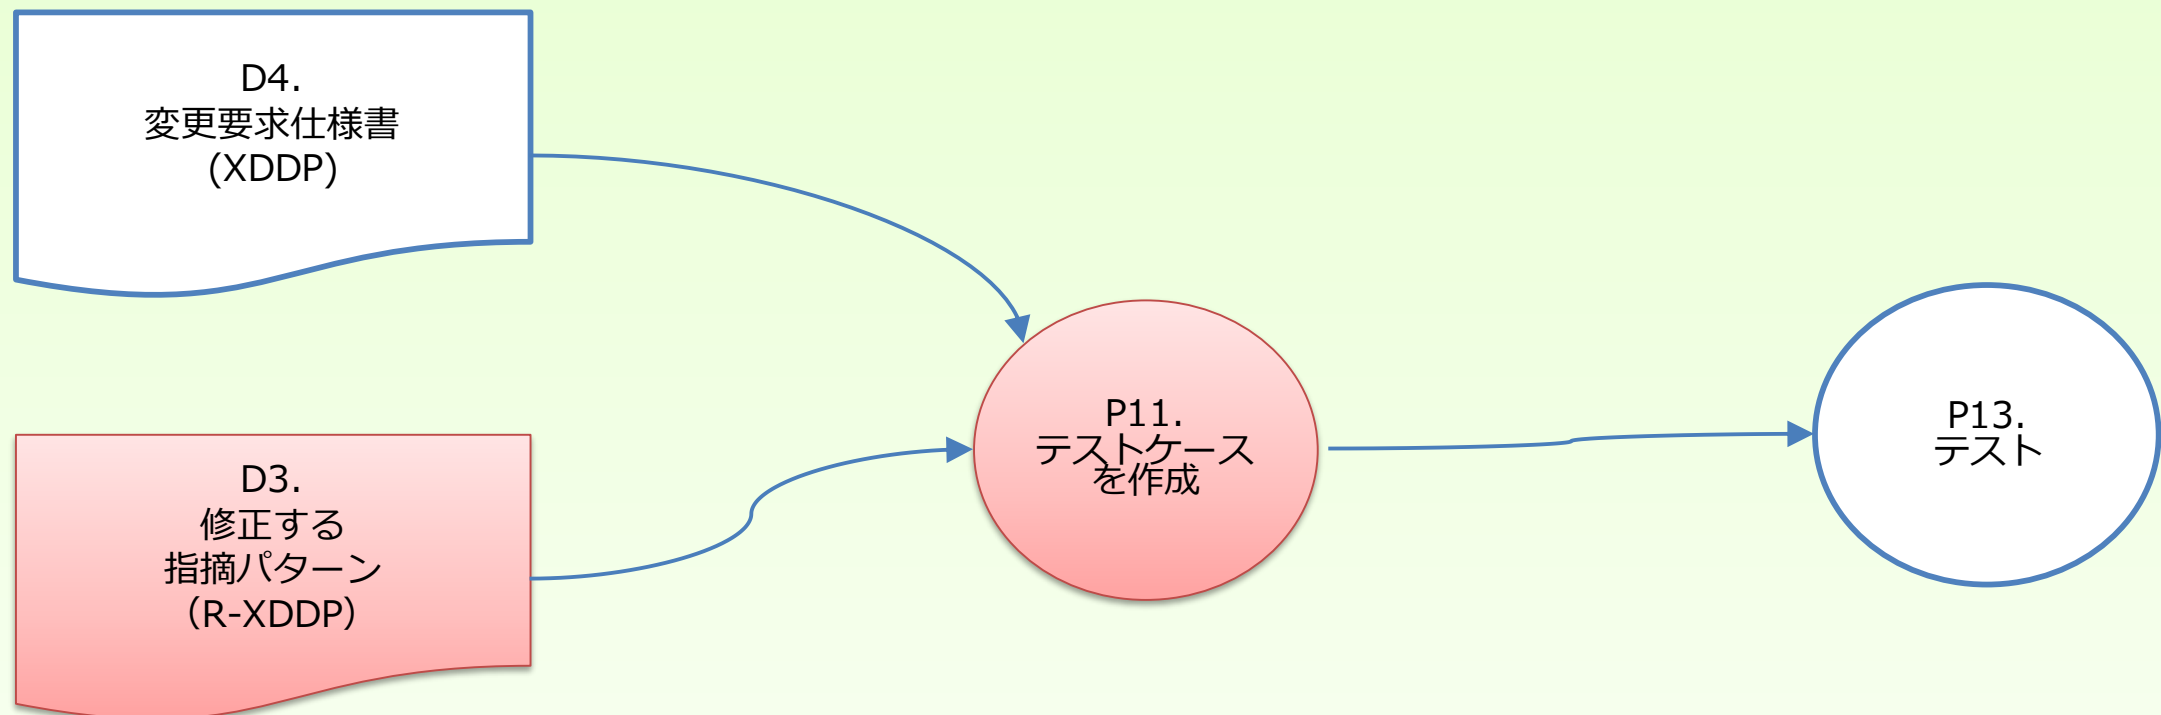 D4.
変更要求仕様書
(XDDP)
D3.
修正する
指摘パターン
（R-XDDP）
P11.
テストケース
を作成
P13.
テスト